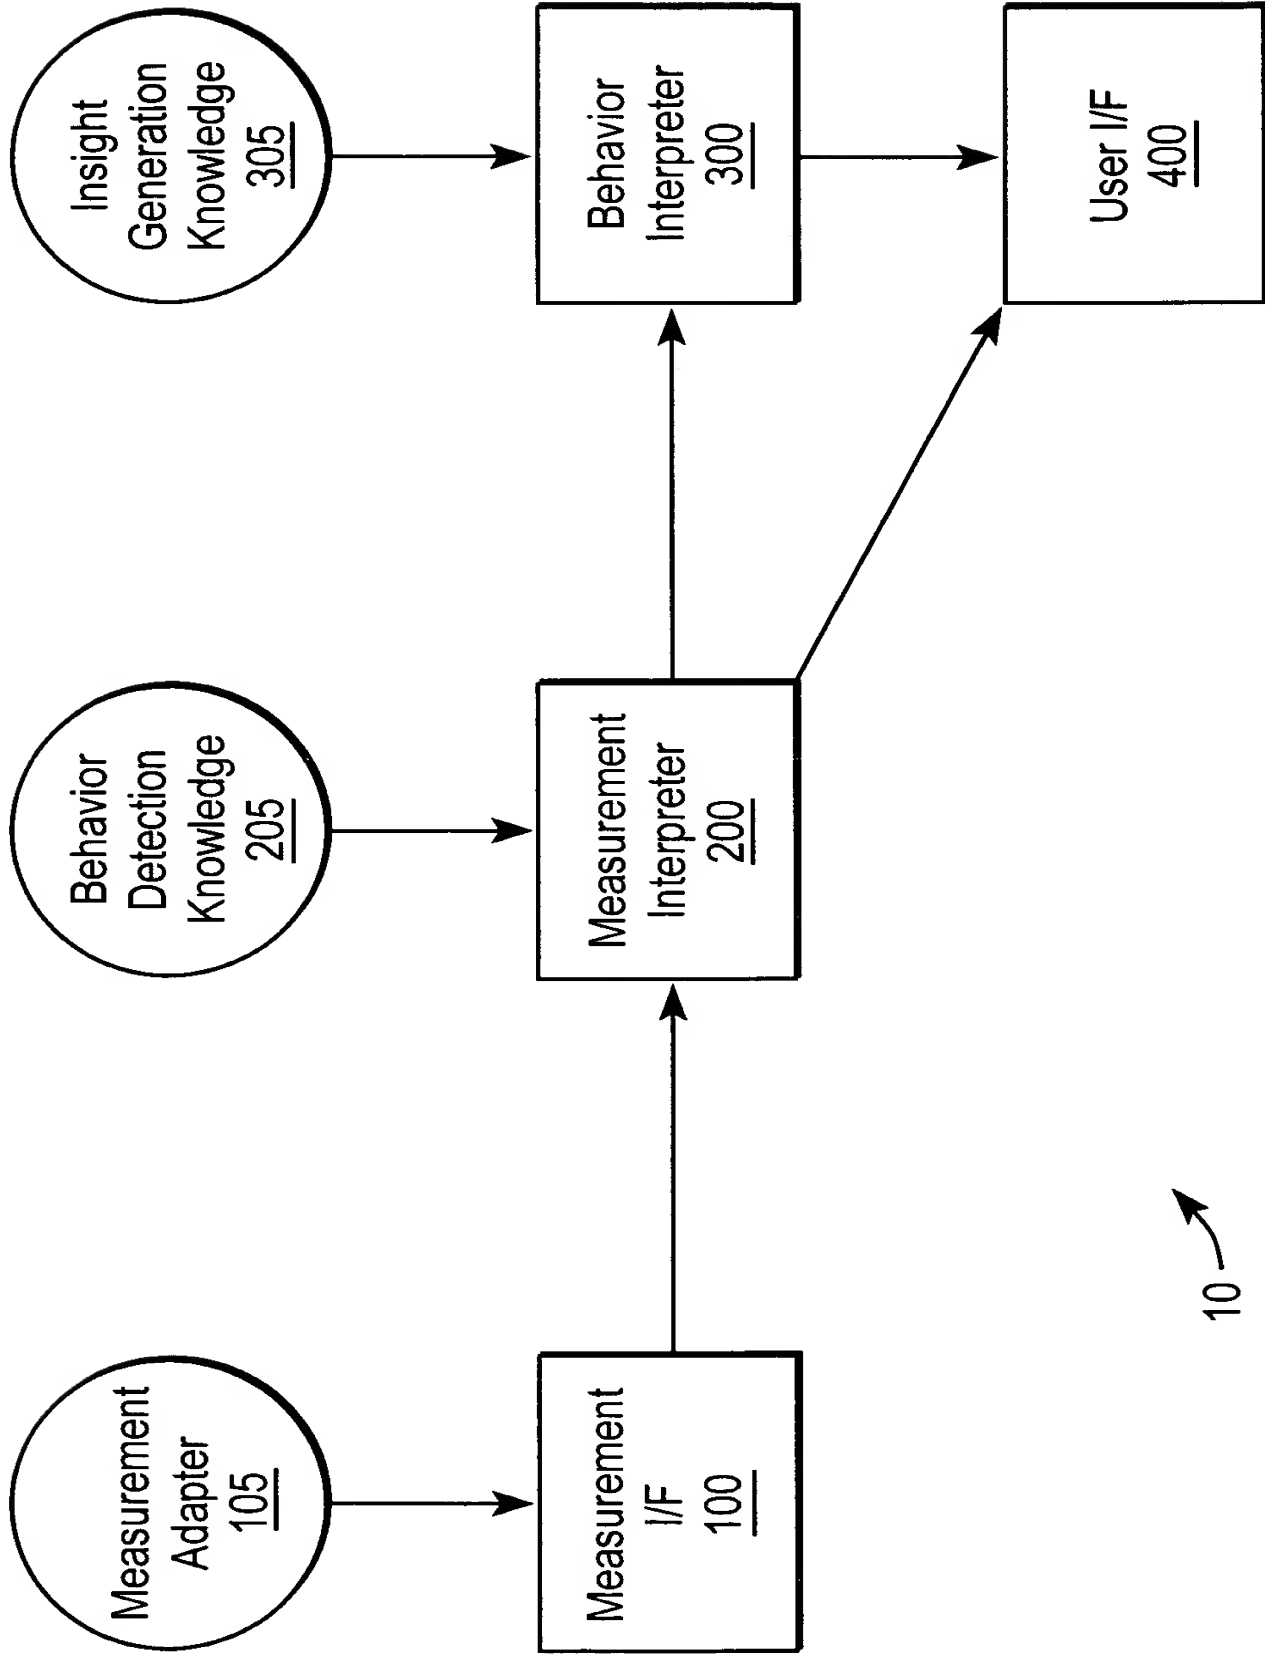 Measurement
Adapter
105
Measurement
I/F
100
Behavior
Detection
Knowledge
205
Measurement
Interpreter
200
Insight
Generation
Knowledge
305
Behavior
Interpreter
300
User I/F
400
10